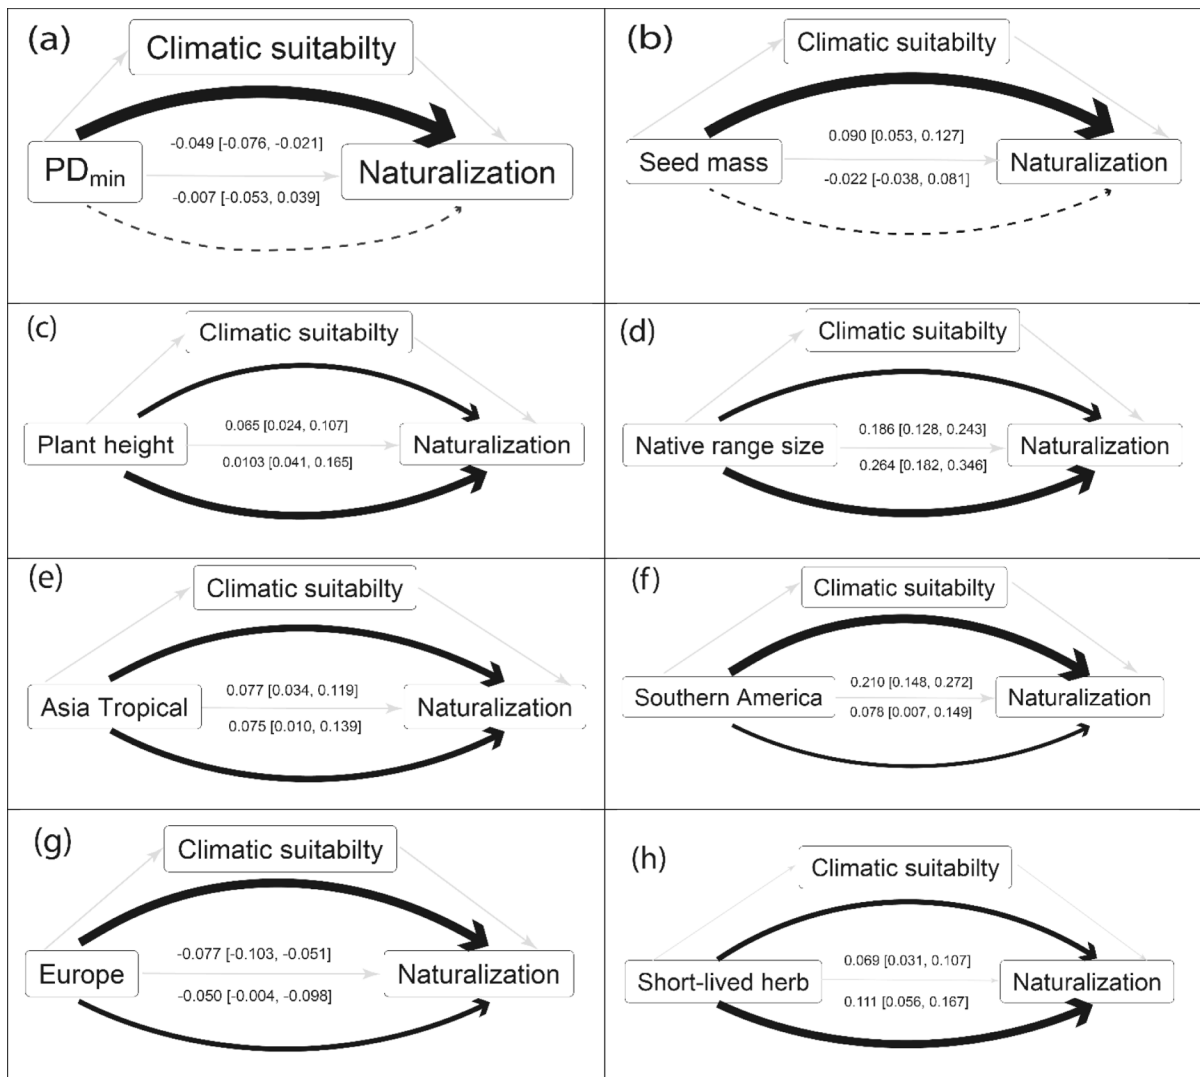 (a)
Climatic suitabilty
-0.049 [-0.076, -0.021]
PDmin
Naturalization
-0.007 [-0.053, 0.039]
(b)
Climatic suitabilty
0.090 [0.053, 0.127]
Seed mass
Naturalization
-0.022 [-0.038, 0.081]
(c)
Climatic suitabilty
0.065 [0.024, 0.107]
Plant height
Naturalization
0.0103 [0.041, 0.165]
(d)
Climatic suitabilty
0.186 [0.128, 0.243]
Native range size
Naturalization
0.264 [0.182, 0.346]
(e)
Climatic suitabilty
0.077 [0.034, 0.119]
Asia Tropical
Naturalization
0.075 [0.010, 0.139]
(f)
Climatic suitabilty
0.210 [0.148, 0.272]
Southern America
Naturalization
0.078 [0.007, 0.149]
(g)
Climatic suitabilty
-0.077 [-0.103, -0.051]
Europe
Naturalization
-0.050 [-0.004, -0.098]
(h)
Climatic suitabilty
0.069 [0.031, 0.107]
Short-lived herb
Naturalization
0.111 [0.056, 0.167]